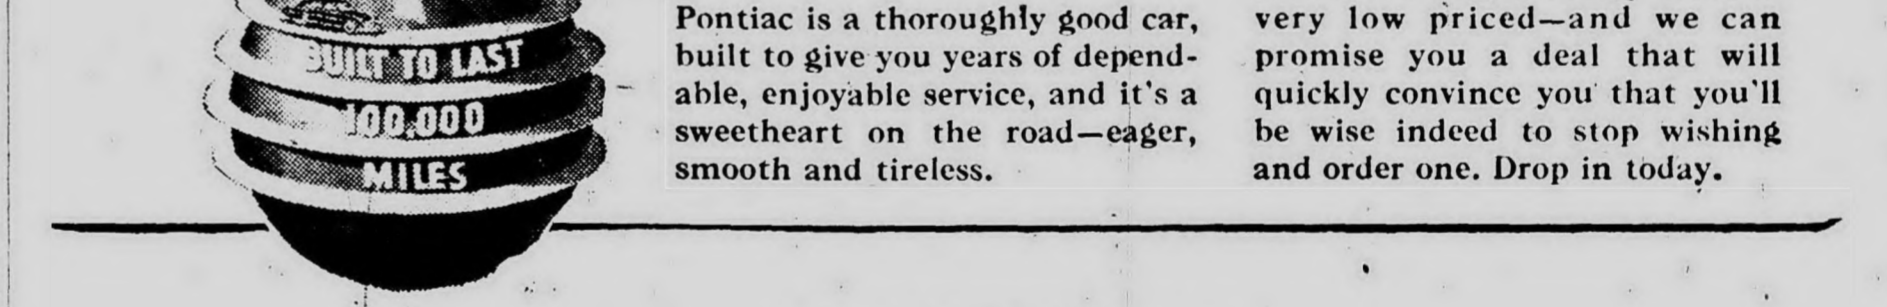 BUILT TO LAST
100,000
MILES
Pontiac is a thoroughly good car,
built to give you years of depend-
able, enjoyable service, and it's a
sweetheart on the road—eager,
smooth and tireless.
very low priced—and we can
promise you a deal that will
quickly convince you that you'll
be wise indeed to stop wishing
and order one. Drop in today.